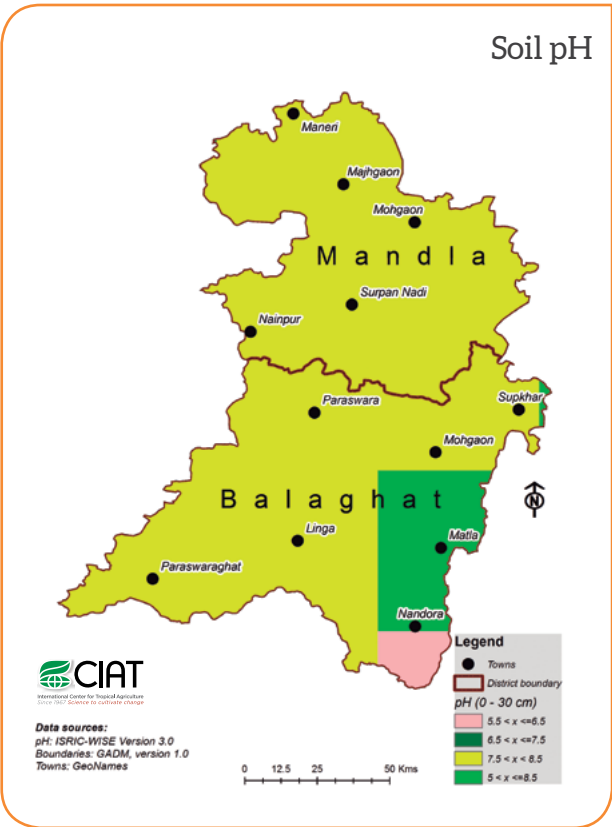 Soil pH
Maneri
Majhgaon
Mohgaon
Mandla
Surpan Nadi
Nainpur
Paraswara
Supkhar
Mohgaon
Balaghat
Linga
Matla
Paraswaraghat
Nandora
N
CIAT
International Center for Tropical Agriculture
Since 1967 Science to cultivate change
Data sources:
pH: ISRIC-WISE Version 3.0
Boundaries: GADM, version 1.0
Towns: GeoNames
0 12.5 25 50 Kms
Legend
Towns
District boundary
pH (0 - 30 cm)
5.5 < x <=6.5
6.5 < x <=7.5
7.5 < x < 8.5
5 < x <=8.5